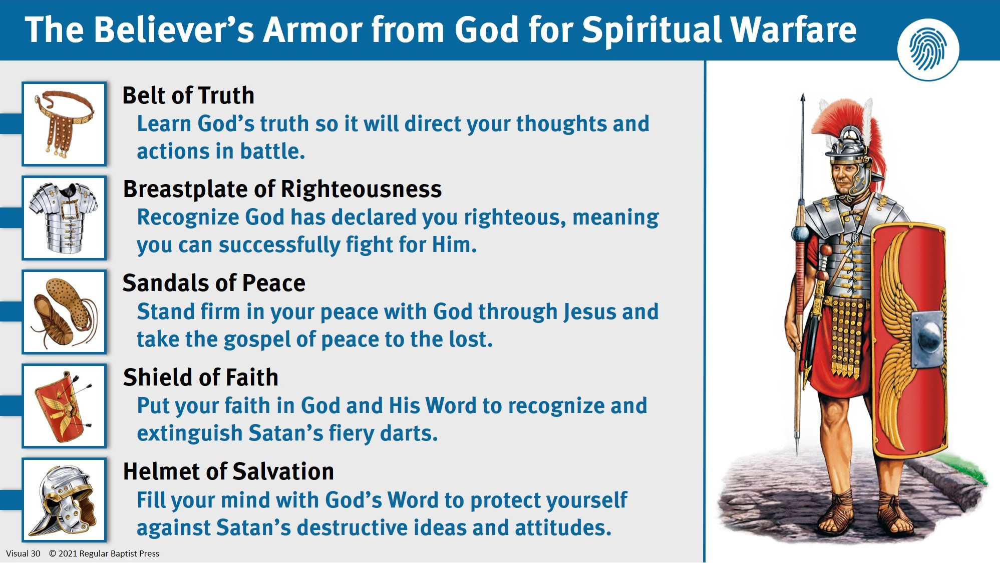 The Believer’s Armor from God for Spiritual Warfare
Belt of Truth
Learn God’s truth so it will direct your thoughts and
actions in battle.
Breastplate of Righteousness
Recognize God has declared you righteous, meaning
you can successfully fight for Him.
Sandals of Peace
Stand firm in your peace with God through Jesus and
take the gospel of peace to the lost.
Shield of Faith
Put your faith in God and His Word to recognize and
extinguish Satan’s fiery darts.
Helmet of Salvation
Fill your mind with God’s Word to protect yourself
against Satan’s destructive ideas and attitudes.
Visual 30 © 2021 Regular Baptist Press